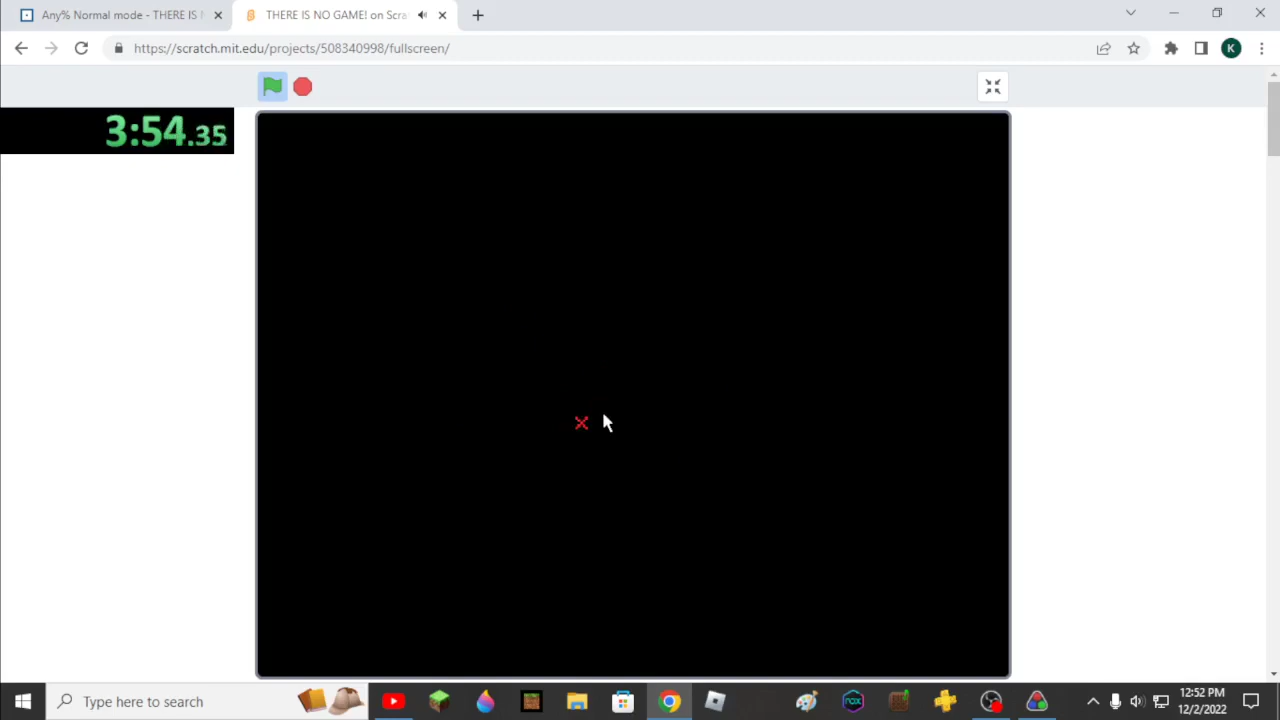 Any% Normal mode - THERE IS
THERE IS NO GAME! on Scra
https://scratch.mit.edu/projects/508340998/fullscreen/
K
3:54.35
Type here to search
nox
12:52 PM
12/2/2022